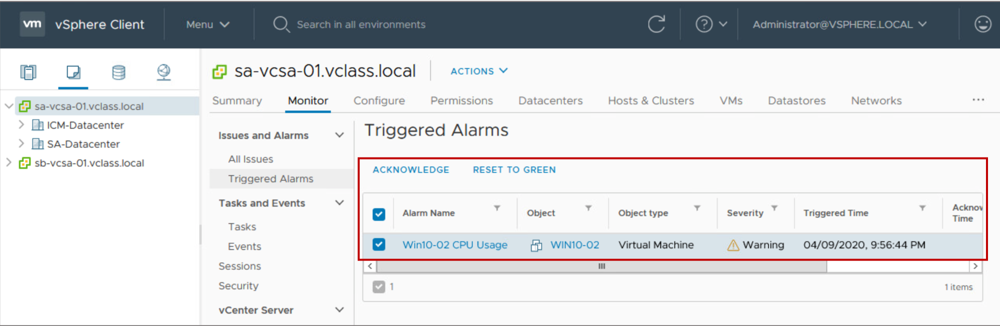 vm vSphere Client Menu Search in all environments Administrator@VSPHERE.LOCAL
sa-vcsa-01.vclass.local
ICM-Datacenter
SA-Datacenter
sb-vcsa-01.vclass.local
sa-vcsa-01.vclass.local ACTIONS
Summary Monitor Configure Permissions Datacenters Hosts & Clusters VMs Datastores Networks ...
Issues and Alarms
All Issues
Triggered Alarms
Tasks and Events
Tasks
Events
Sessions
Security
vCenter Server
Triggered Alarms
ACKNOWLEDGE RESET TO GREEN
Alarm Name Object Object type Severity Triggered Time Acknov
Time
Win10-02 CPU Usage WIN10-02 Virtual Machine Warning 04/09/2020, 9:56:44 PM
1 1 items